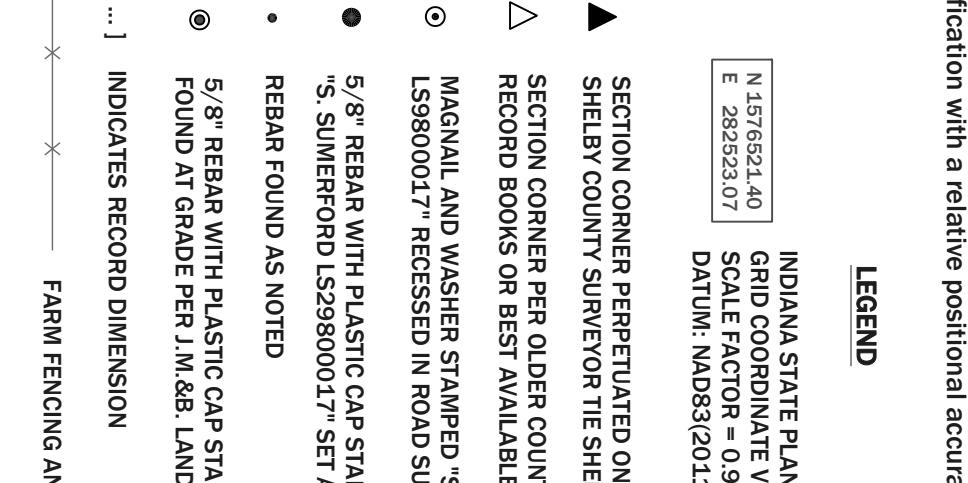 fication with a relative positional accura
LEGEND
N 1576521.40
E 282523.07
INDIANA STATE PLAN
GRID COORDINATE V
SCALE FACTOR = 0.9
DATUM: NAD83(201
SECTION CORNER PERPETUATED ON
SHELBY COUNTY SURVEYOR TIE SHE
SECTION CORNER PER OLDER COUN
RECORD BOOKS OR BEST AVAILABLE
MAGNAIL AND WASHER STAMPED "S
LS9800017" RECESSED IN ROAD SU
5/8" REBAR WITH PLASTIC CAP STA
"S. SUMERFORD LS29800017" SET A
REBAR FOUND AS NOTED
5/8" REBAR WITH PLASTIC CAP STA
FOUND AT GRADE PER J.M.&B. LAND
... ] INDICATES RECORD DIMENSION
FARM FENCING AN